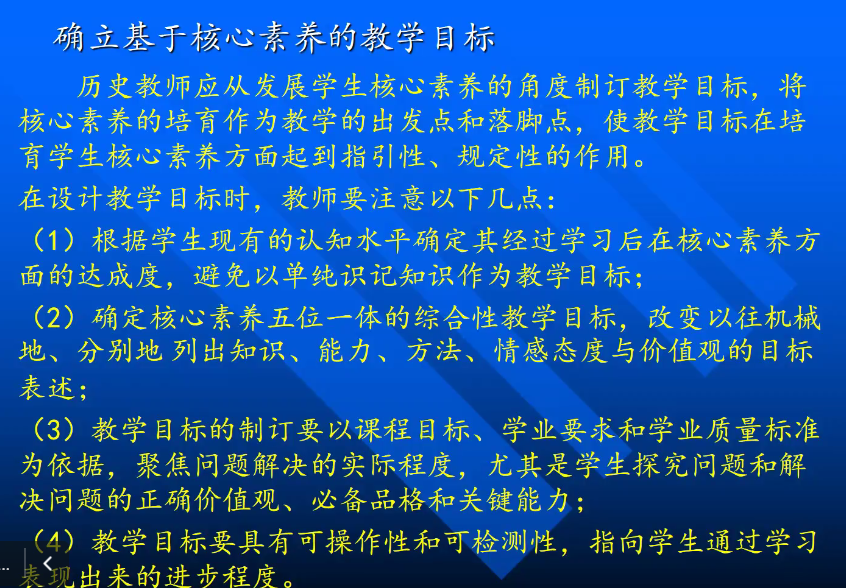 确立基于核心素养的教学目标
历史教师应从发展学生核心素养的角度制订教学目标，将
核心素养的培育作为教学的出发点和落脚点，使教学目标在培
育学生核心素养方面起到指引性、规定性的作用。
在设计教学目标时，教师要注意以下几点：
（1）根据学生现有的认知水平确定其经过学习后在核心素养方
面的达成度，避免以单纯识记知识作为教学目标；
（2）确定核心素养五位一体的综合性教学目标，改变以往机械
地、分别地 列出知识、能力、方法、情感态度与价值观的目标
表述；
（3）教学目标的制订要以课程目标、学业要求和学业质量标准
为依据，聚焦问题解决的实际程度，尤其是学生探究问题和解
决问题的正确价值观、必备品格和关键能力；
（4）教学目标要具有可操作性和可检测性，指向学生通过学习
表现出来的进步程度。